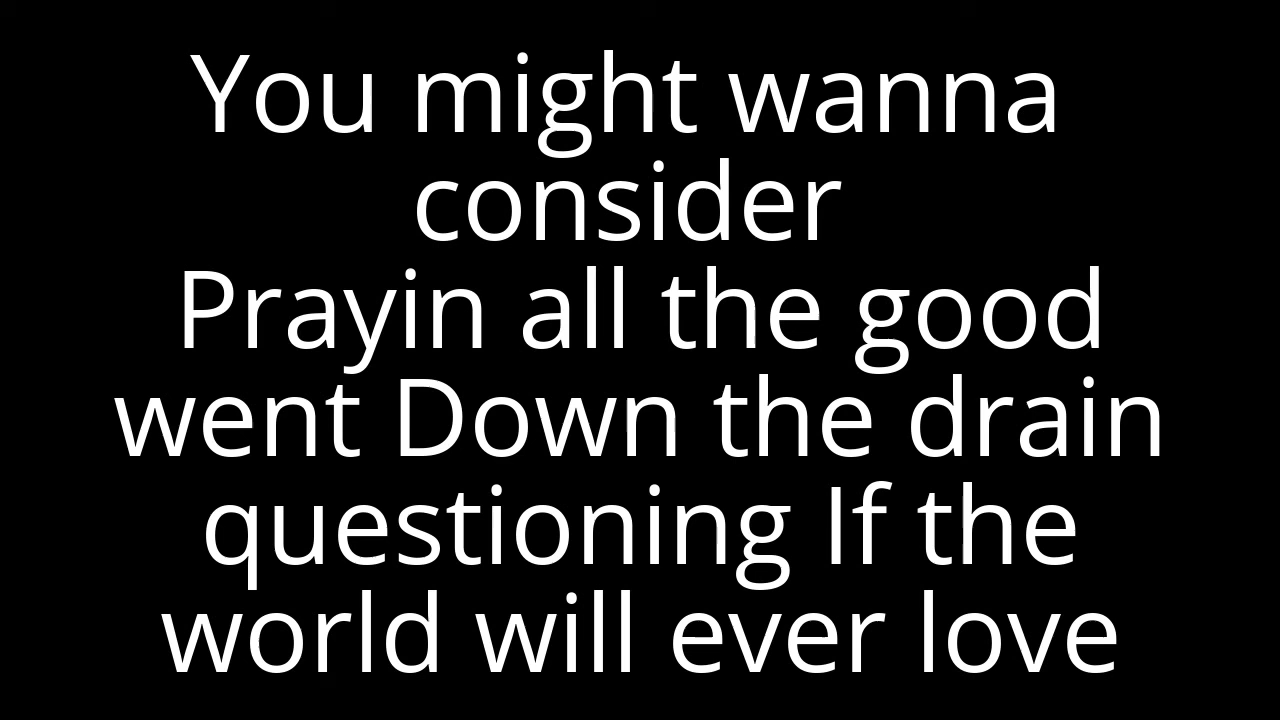 You might wanna
consider
Prayin all the good
went Down the drain
questioning If the
world will ever love